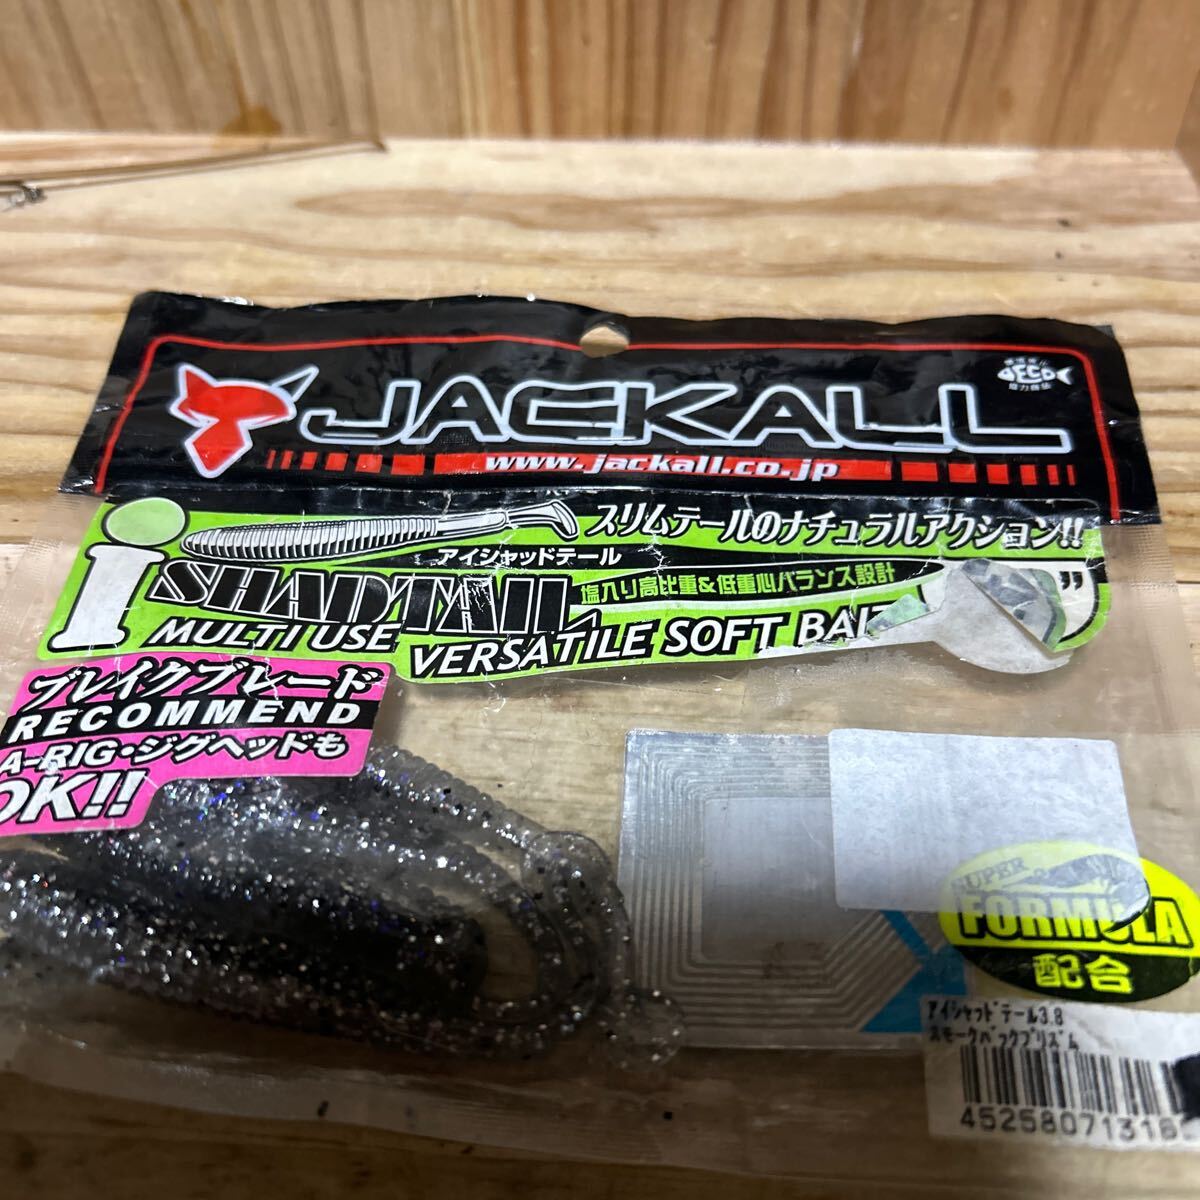 JACKALL
www.jackall.co.jp
FECO
スリムテールのナチュラルアクション!!
アイシャッドテール
i SHADTAIL
塩入り高比重&低重心バランス設計
MULTI USE
VERSATILE SOFT BAIT
ブレイクブレード
RECOMMEND
A-RIG・ジグヘッドも
OK!!
SUPER
FORMULA
配合
アイシャッドテール3.8
スモークバックプリズム
4525807131